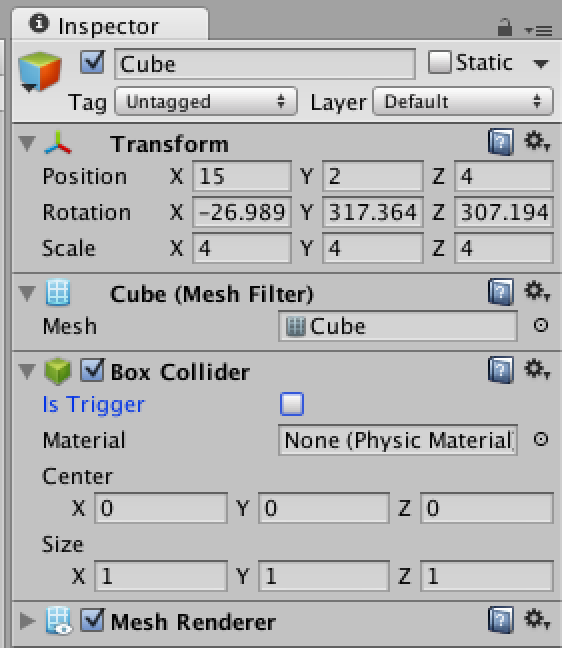 Inspector
Cube Static
Tag Untagged Layer Default
Transform
Position X 15 Y 2 Z 4
Rotation X -26.989 Y 317.364 Z 307.194
Scale X 4 Y 4 Z 4
Cube (Mesh Filter)
Mesh Cube
Box Collider
Is Trigger
Material None (Physic Material
Center
X 0 Y 0 Z 0
Size
X 1 Y 1 Z 1
Mesh Renderer